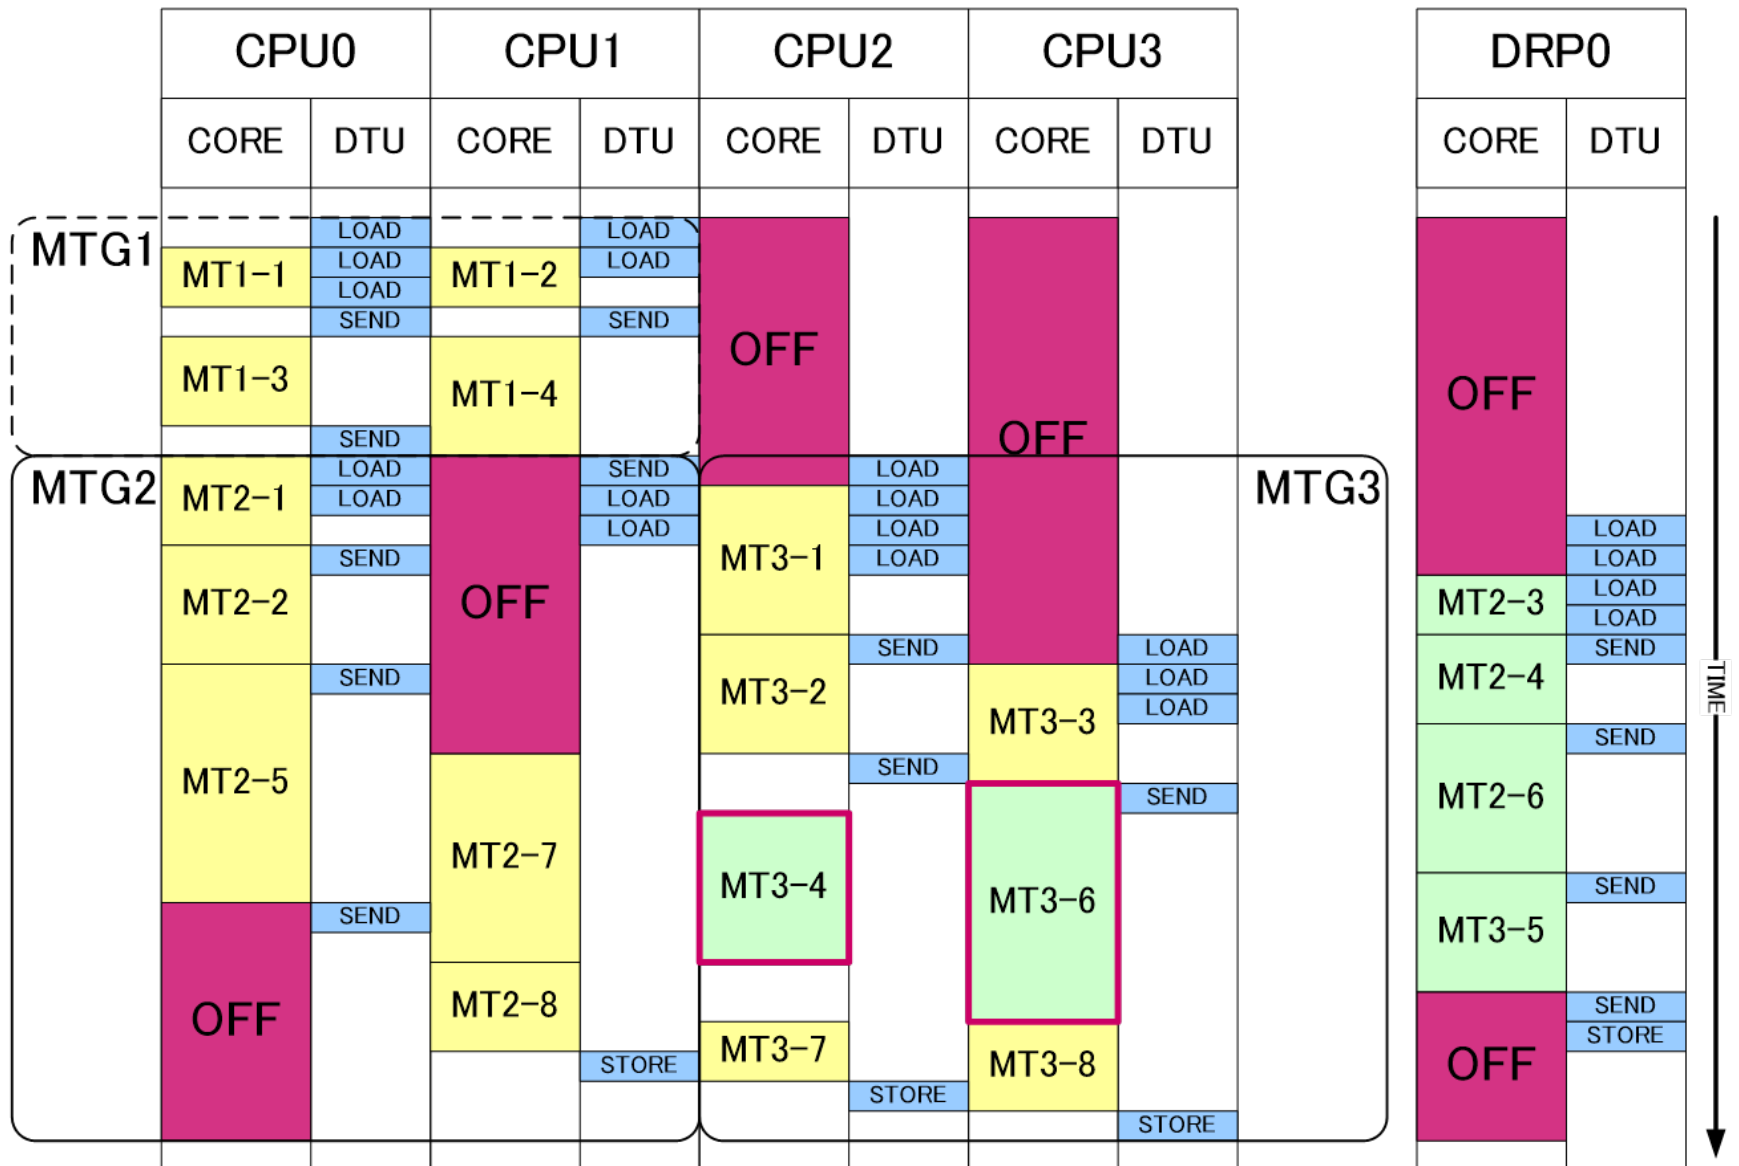 CPU0 CPU1 CPU2 CPU3 DRP0
CORE DTU CORE DTU CORE DTU CORE DTU CORE DTU
LOAD LOAD
MTG1
MT1-1 LOAD MT1-2 LOAD
LOAD
SEND SEND
OFF
MT1-3 MT1-4 OFF
SEND OFF
MTG2 LOAD SEND LOAD MTG3
MT2-1 LOAD LOAD LOAD
LOAD LOAD LOAD
SEND MT3-1 LOAD LOAD
MT2-2 OFF MT2-3 LOAD
LOAD
SEND LOAD SEND
SEND LOAD MT2-4
MT3-2 LOAD TIME
MT3-3
SEND
SEND
MT2-5 SEND MT2-6
MT2-7
MT3-4 SEND
MT3-6
SEND MT3-5
MT2-8 SEND
OFF STORE
MT3-7 OFF
STORE MT3-8
STORE
STORE